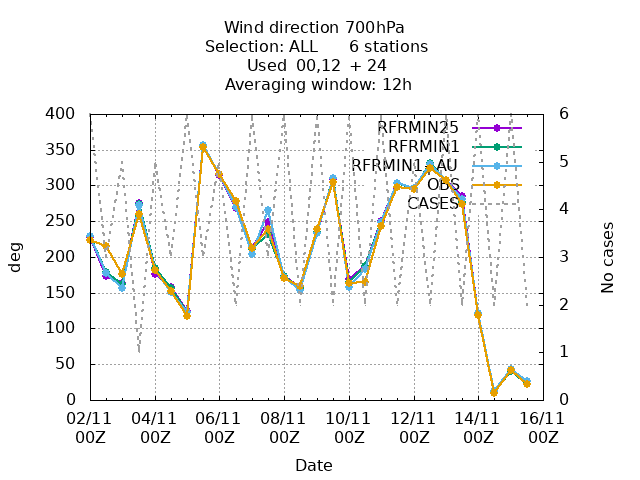 Wind direction 700hPa
Selection: ALL 6 stations
Used 00,12 + 24
Averaging window: 12h
400
350
300
250
200
150
100
50
0
deg
6
5
4
3
2
1
0
No cases
RFRMIN25
RFRMIN1
RFRMIN1_AU
OBS
CASES
02/11 04/11 06/11 08/11 10/11 12/11 14/11 16/11
00Z 00Z 00Z 00Z 00Z 00Z 00Z 00Z
Date